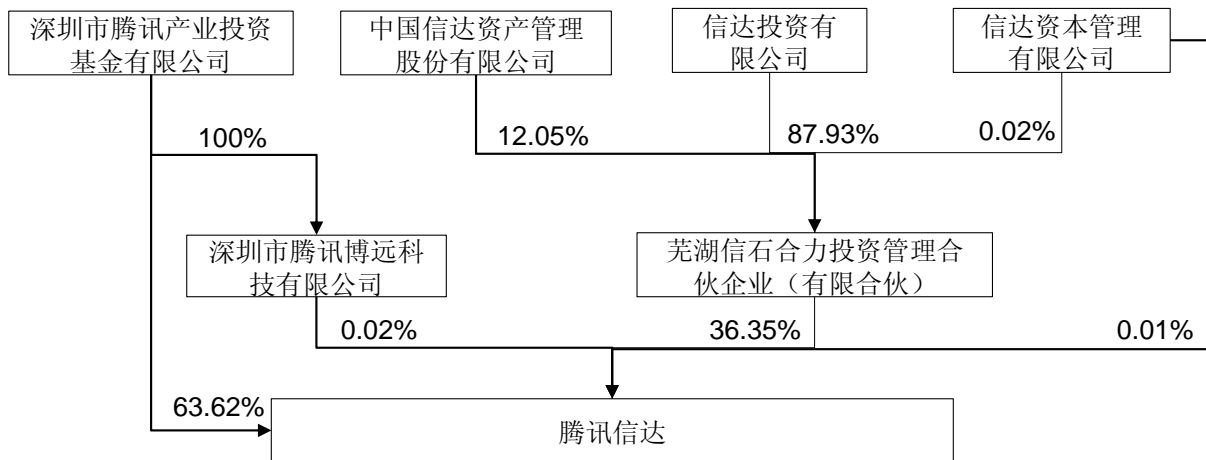 深圳市腾讯产业投资
基金有限公司
中国信达资产管理
股份有限公司
信达投资有
限公司
信达资本管理
有限公司
100%
12.05%
87.93%
0.02%
深圳市腾讯博远科
技有限公司
芜湖信石合力投资管理合
伙企业（有限合伙）
0.02%
36.35%
0.01%
63.62%
腾讯信达